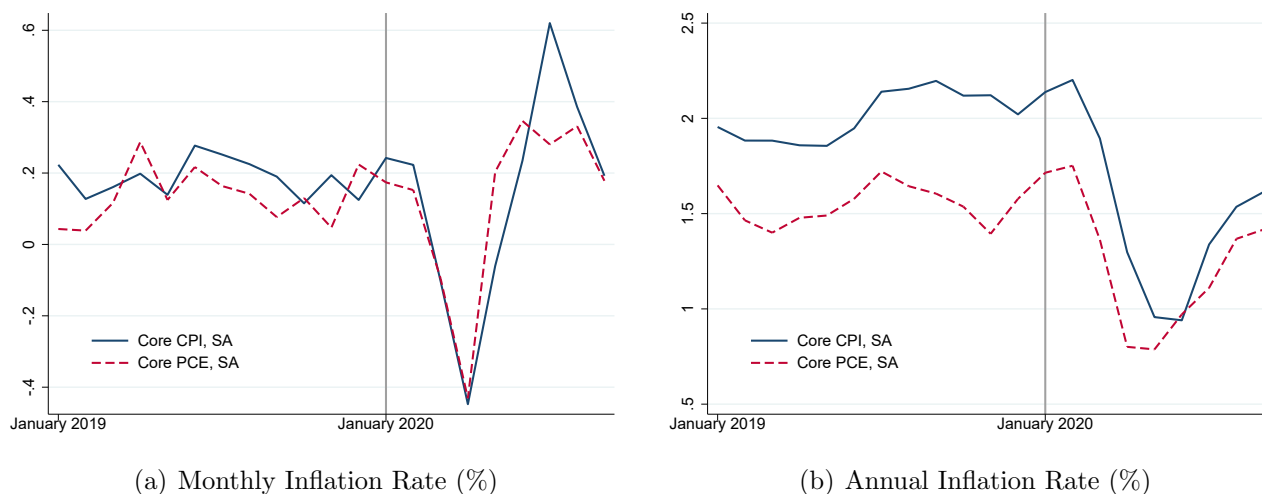 .6
.4
.2
0
-.2
-.4
Core CPI, SA
Core PCE, SA
January 2019
January 2020
(a) Monthly Inflation Rate (%)
2.5
2
1.5
1
.5
Core CPI, SA
Core PCE, SA
January 2019
January 2020
(b) Annual Inflation Rate (%)